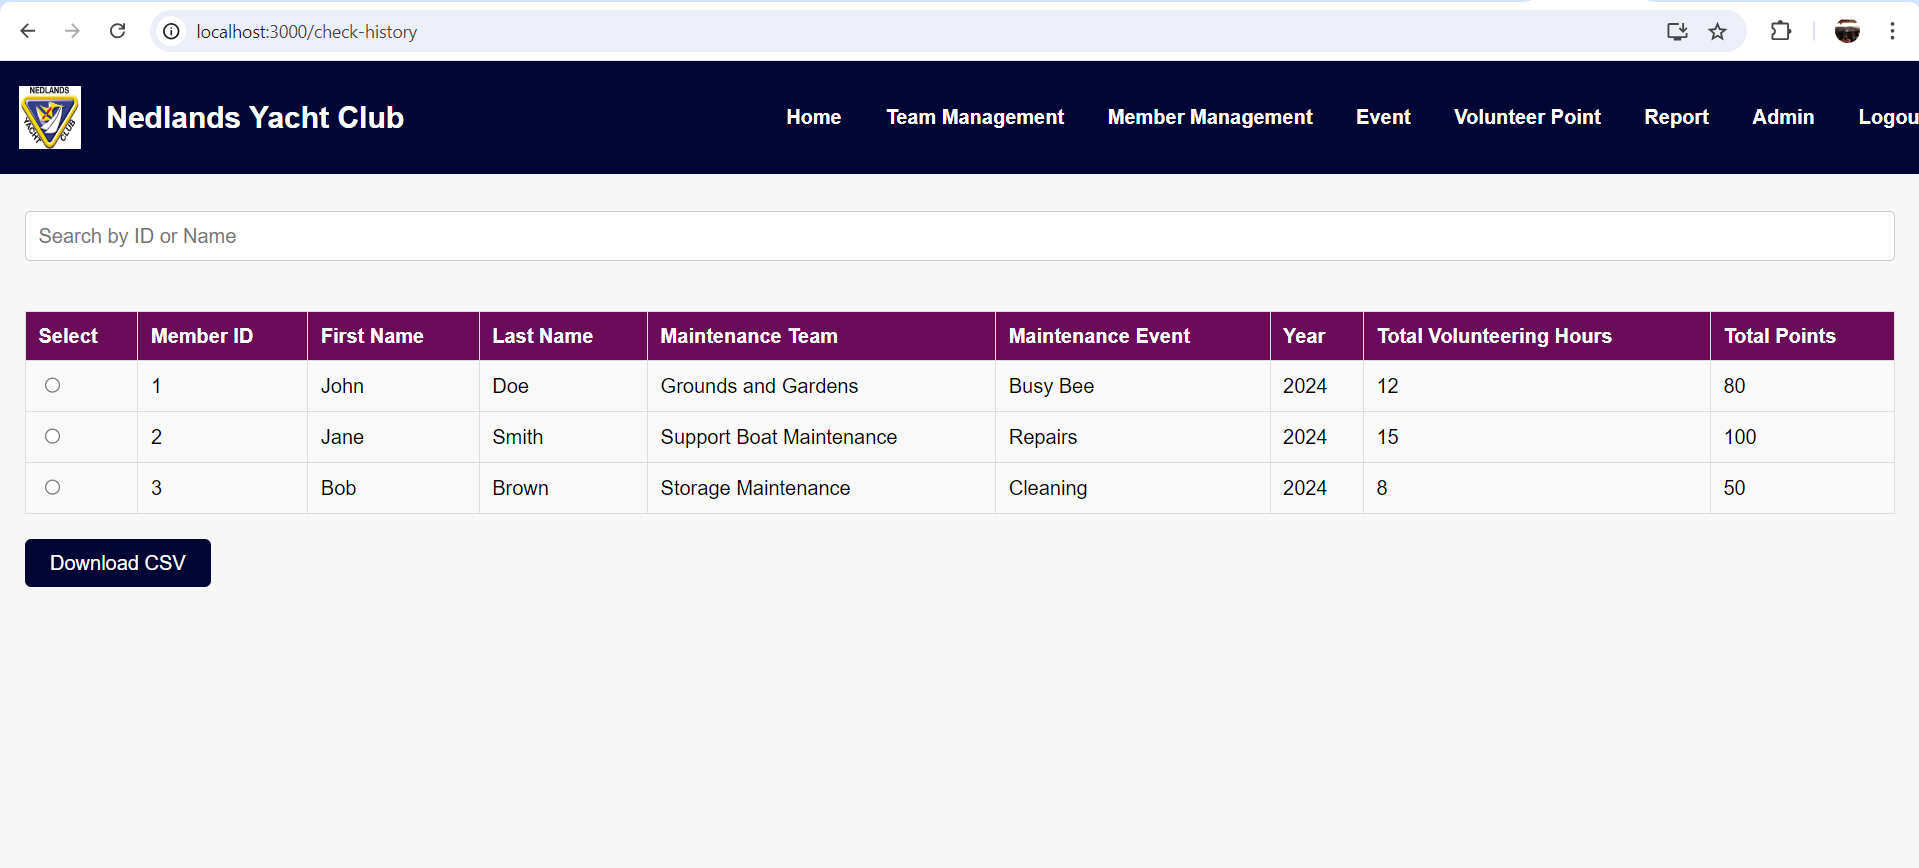 localhost:3000/check-history
NEDLANDS
YACHT CLUB
Nedlands Yacht Club
Home Team Management Member Management Event Volunteer Point Report Admin Logou
Search by ID or Name
Select Member ID First Name Last Name Maintenance Team Maintenance Event Year Total Volunteering Hours Total Points
1 John Doe Grounds and Gardens Busy Bee 2024 12 80
2 Jane Smith Support Boat Maintenance Repairs 2024 15 100
3 Bob Brown Storage Maintenance Cleaning 2024 8 50
Download CSV